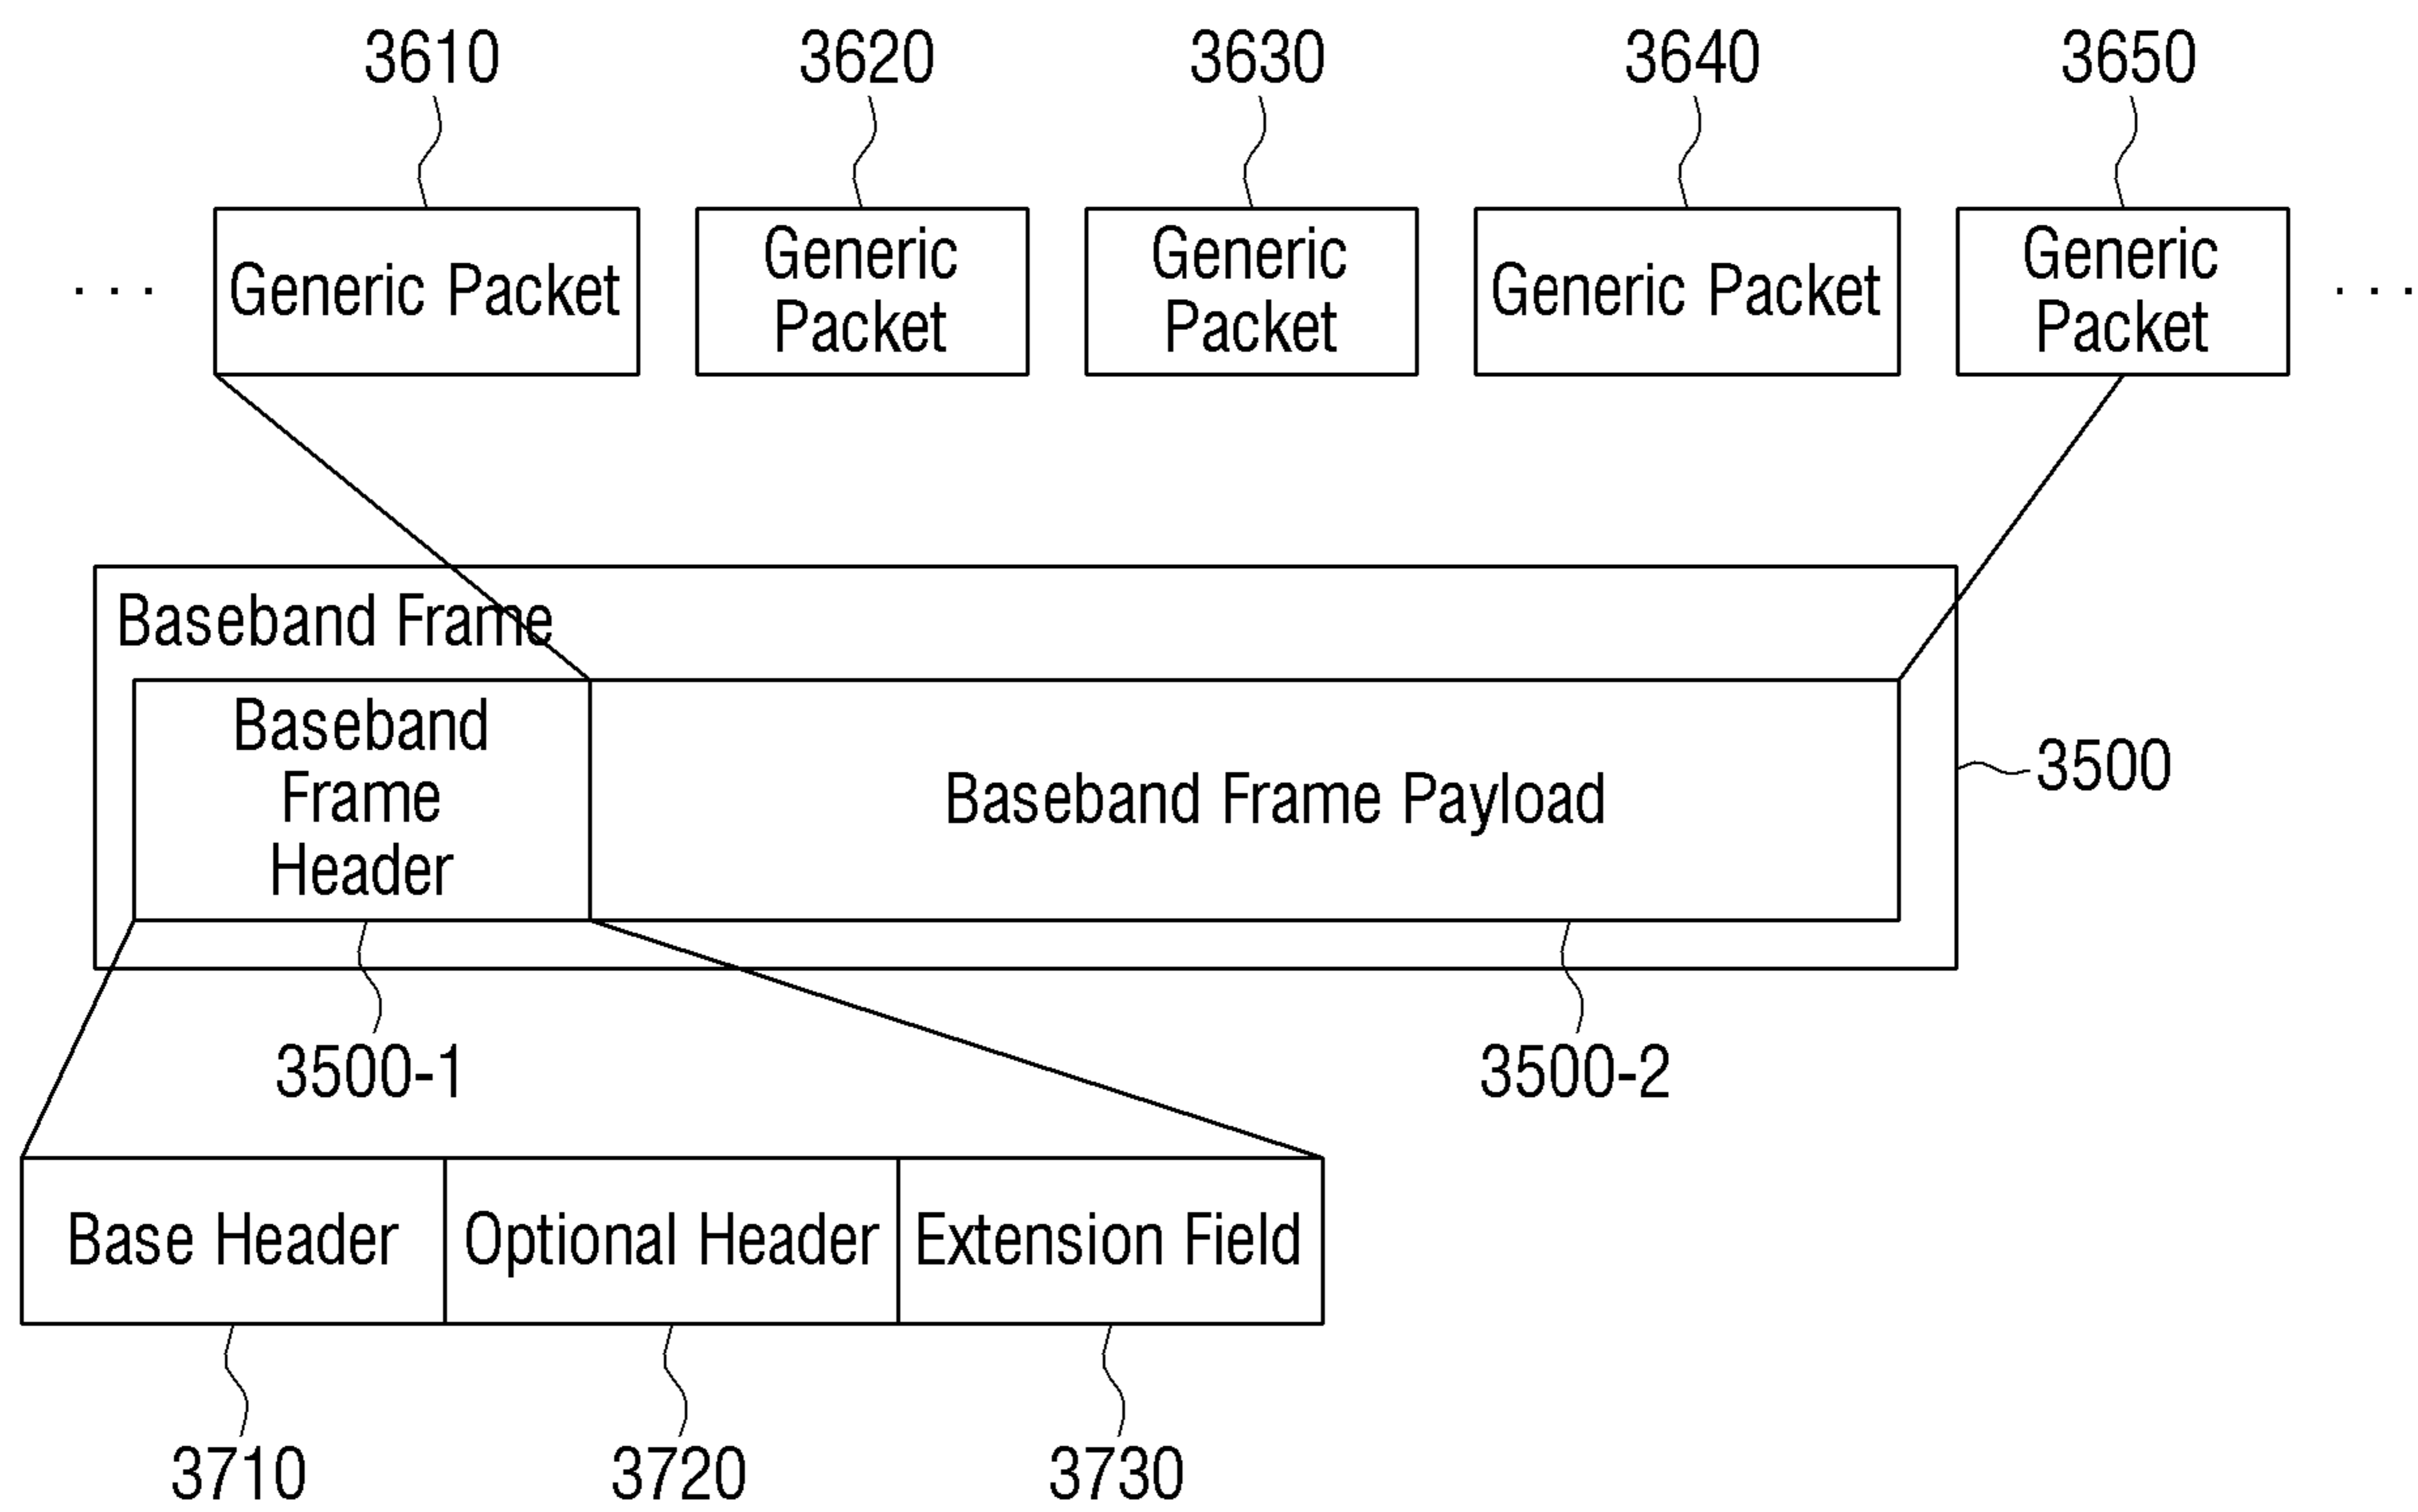 3610 3620 3630 3640 3650
. . . Generic Packet Generic Packet Generic Packet Generic Packet Generic Packet . . .
Baseband Frame
Baseband
Frame
Header
Baseband Frame Payload
3500
3500-1 3500-2
Base Header Optional Header Extension Field
3710 3720 3730